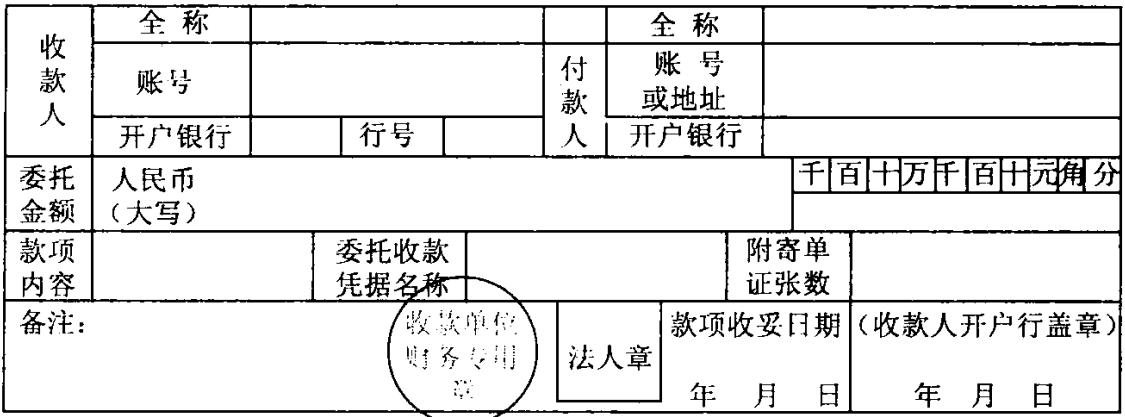 收款人 全 称 全 称
账号 付款人 账 号
或地址
开户银行 行号 开户银行
委托金额 人民币
(大写) 千 百 十 万 千 百 十 元 角 分
款项内容 委托收款凭据名称 附寄单证张数
备注: 收款单位
财务专用
章
法人章
款项收妥日期
年 月 日
(收款人开户行盖章)
年 月 日